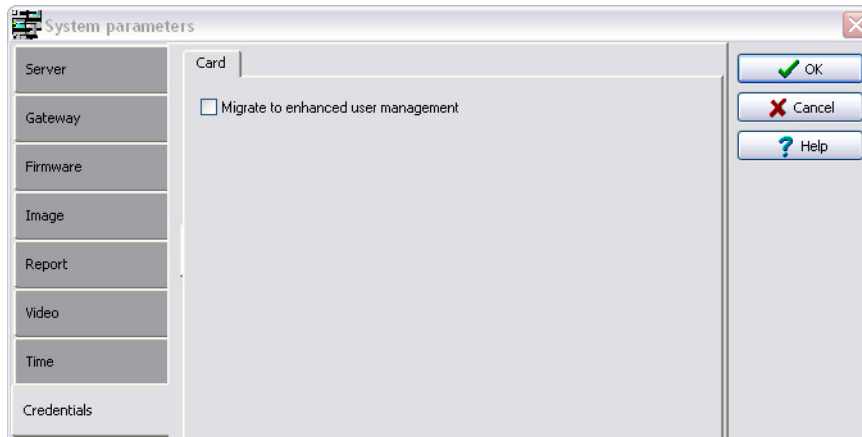 System parameters
Server
Gateway
Firmware
Image
Report
Video
Time
Credentials
Card
Migrate to enhanced user management
OK
Cancel
Help